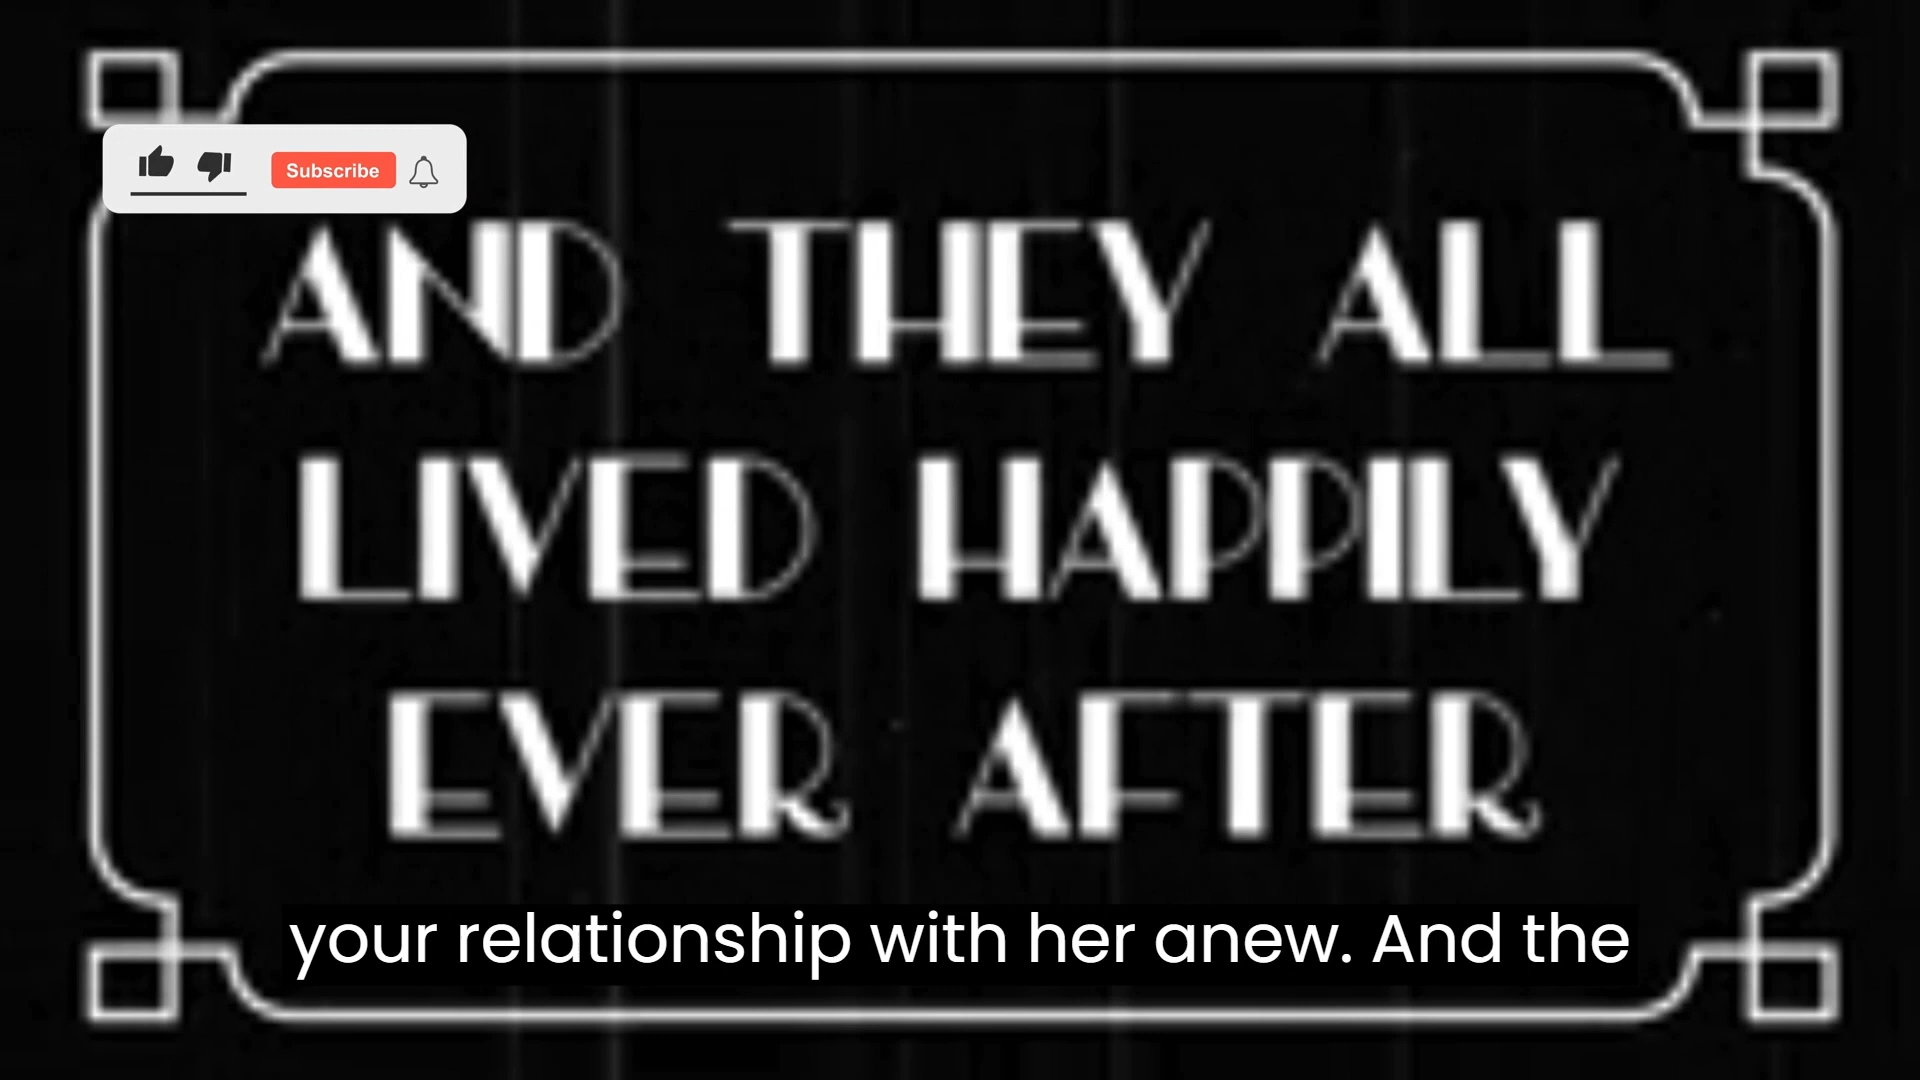 Subscribe
AND THEY ALL
LIVED HAPPILY
EVER AFTER
your relationship with her anew. And the